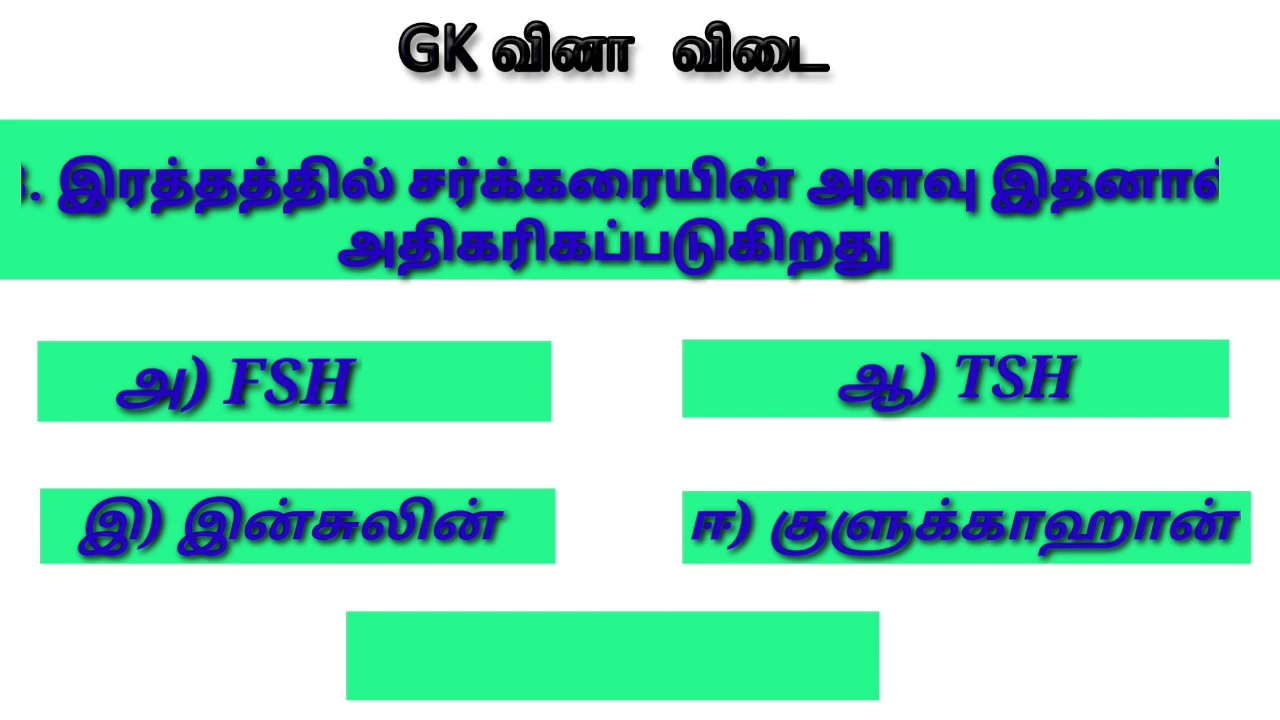 GK வினா விடை
இரத்தத்தில் சர்க்கரையின் அளவு இதனால்
அதிகரிகப்படுகிறது
அ) FSH
ஆ) TSH
இ) இன்சுலின்
ஈ) குளுக்காஹான்